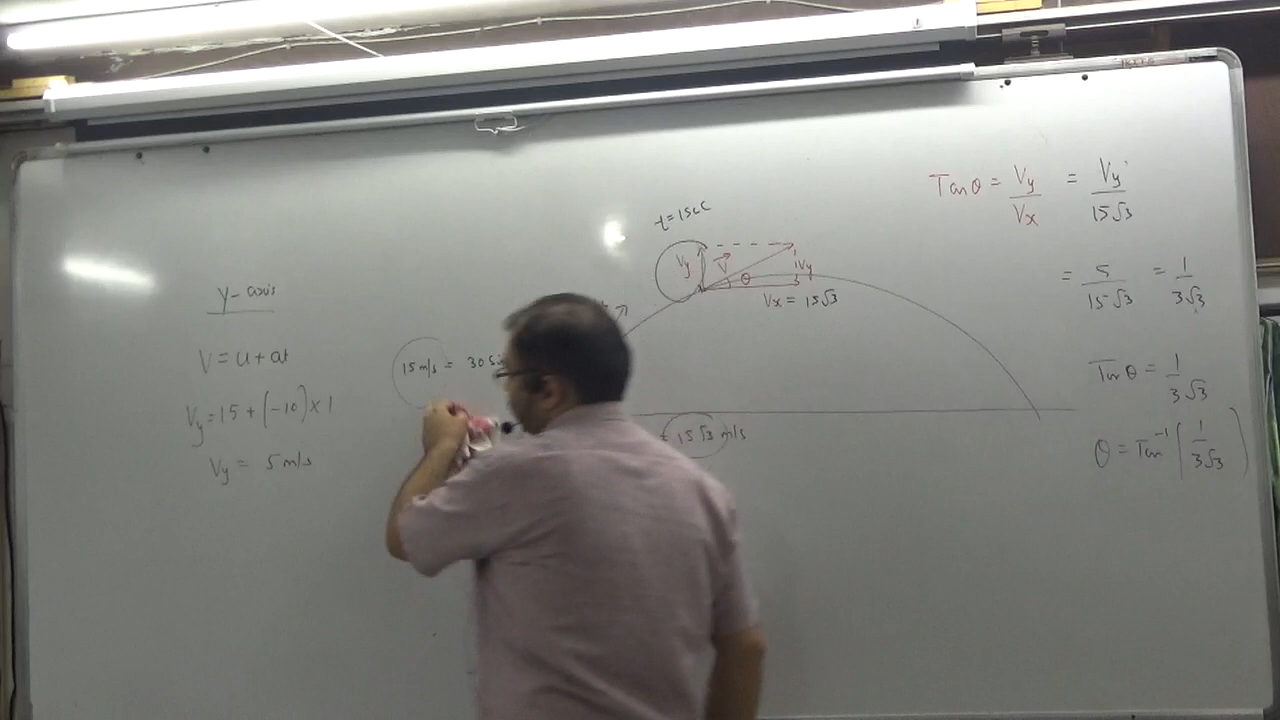 Y-axis
V = u + at
Vy = 15 + (-10) × 1
Vy = 5 m/s
15 m/s = 30 Si
t = 1 sec
Vy
V
θ
Vy
Vx = 15√3
= 15√3 m/s
Tan θ = Vy/Vx = Vy/15√3
= 5/15√3 = 1/3√3
Tan θ = 1/3√3
θ = Tan⁻¹ (1/3√3)